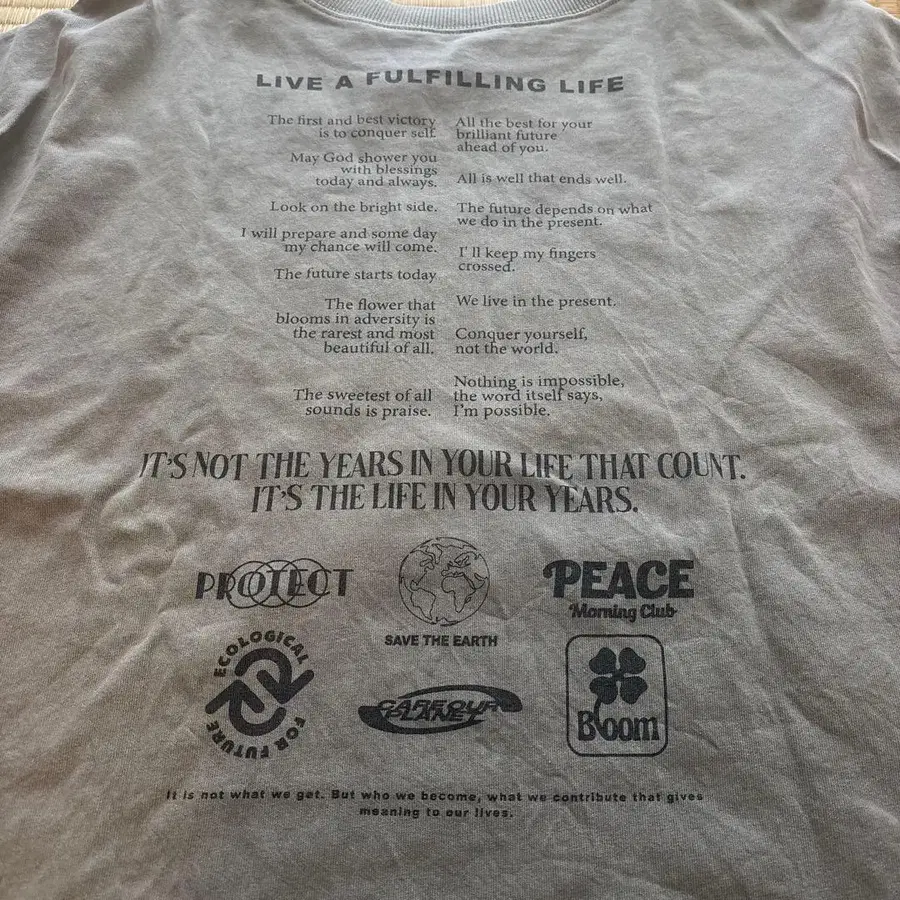 LIVE A FULFILLING LIFE
The first and best victory
is to conquer self.
May God shower you
with blessings
today and always.
Look on the bright side.
I will prepare and some day
my chance will come.
The future starts today
The flower that
blooms in adversity is
the rarest and most
beautiful of all.
The sweetest of all
sounds is praise.
All the best for your
brilliant future
ahead of you.
All is well that ends well.
The future depends on what
we do in the present.
I' ll keep my fingers
crossed.
We live in the present.
Conquer yourself,
not the world.
Nothing is impossible,
the word itself says,
I'm possible.
IT'S NOT THE YEARS IN YOUR LIFE THAT COUNT.
IT'S THE LIFE IN YOUR YEARS.
PROTECT
SAVE THE EARTH
PEACE
Morning Club
ECOLOGICAL
FOR FUTURE
CARE OUR
PLANET
Bloom
It is not what we get. But who we become, what we contribute that gives
meaning to our lives.